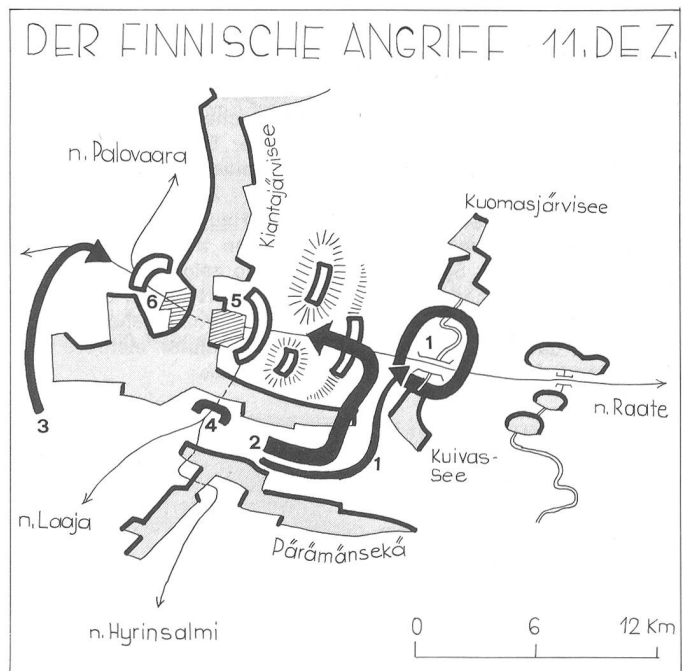 DER FINNISCHE ANGRIFF 11. DEZ.
n. Palovaara
Kiantajärvisee
Kuomasjärvisee
6
5
1
n. Raate
3
4
2
1
Kuivas-
See
n. Laaja
Pärämänsekä
n. Hyrinsalmi
0 6 12 Km